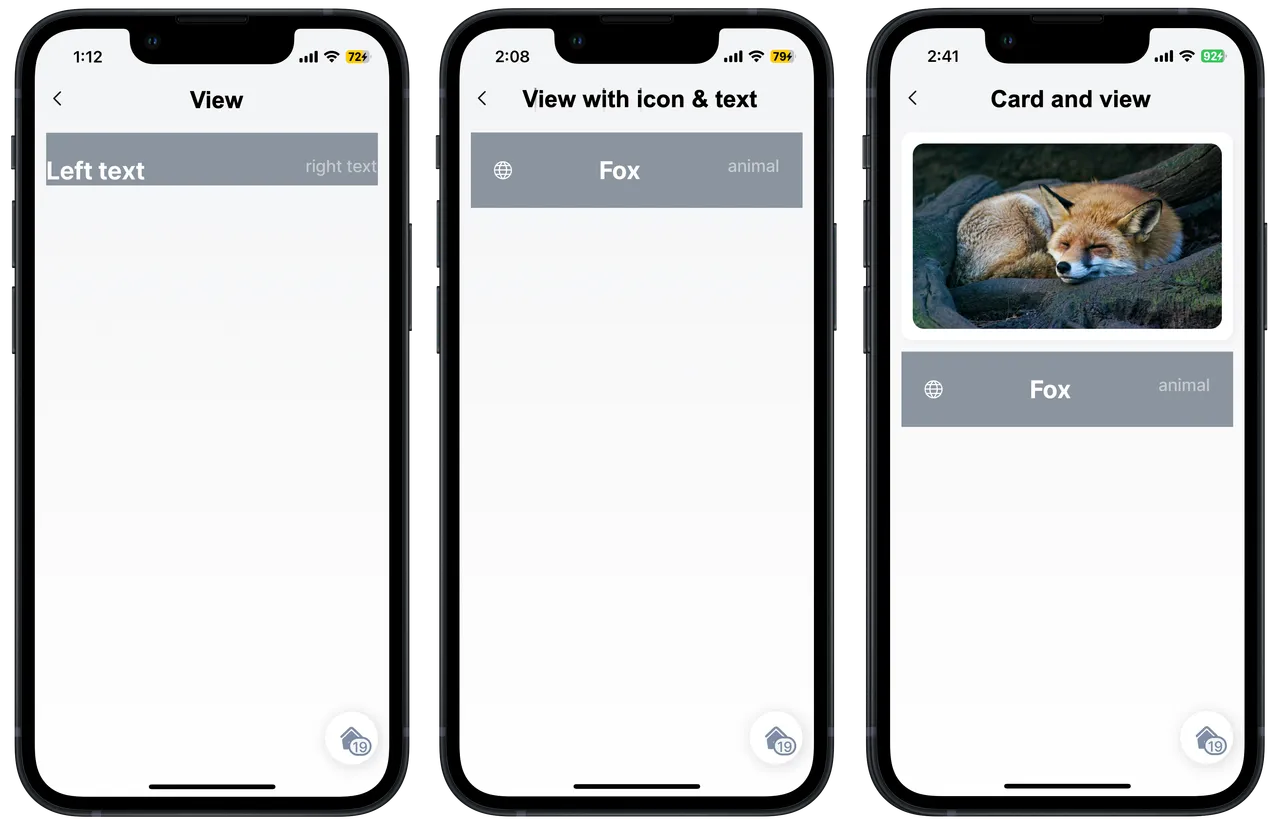 1:12
72
View
Left text
right text
19
2:08
79
View with icon & text
Fox
animal
19
2:41
92
Card and view
Fox
animal
19